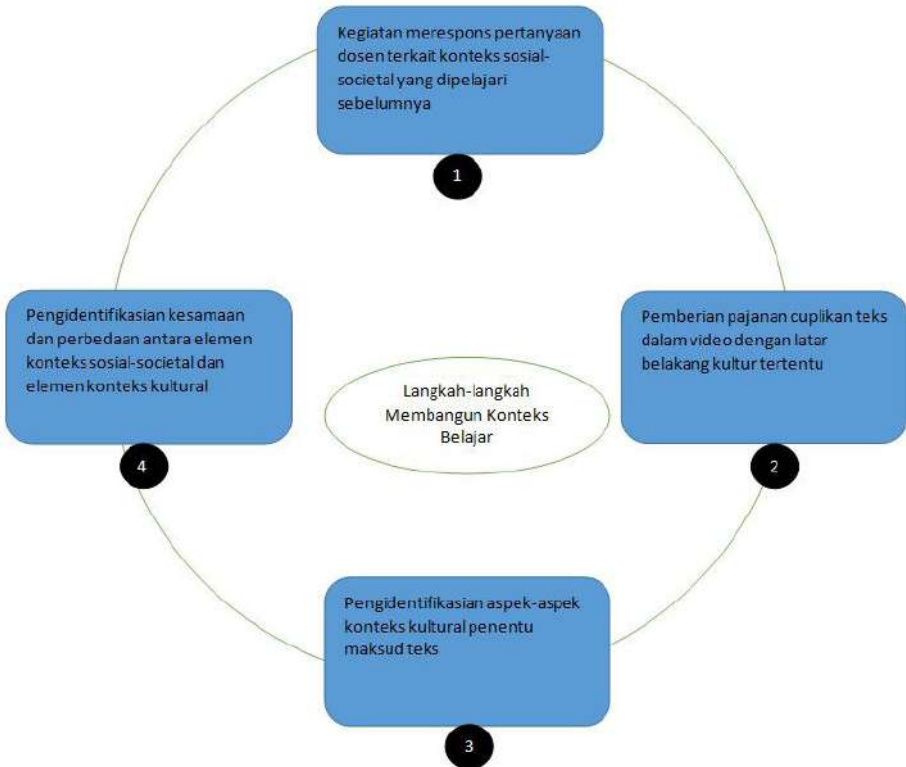 Kegiatan merespons pertanyaan
dosen terkait konteks sosial-
societal yang dipelajari
sebelumnya
1
Pemberian pajanan cuplikan teks
dalam video dengan latar
belakang kultur tertentu
2
Pengidentifikasian aspek-aspek
konteks kultural penentu
maksud teks
3
Pengidentifikasian kesamaan
dan perbedaan antara elemen
konteks sosial-societal dan
elemen konteks kultural
4
Langkah-langkah
Membangun Konteks
Belajar